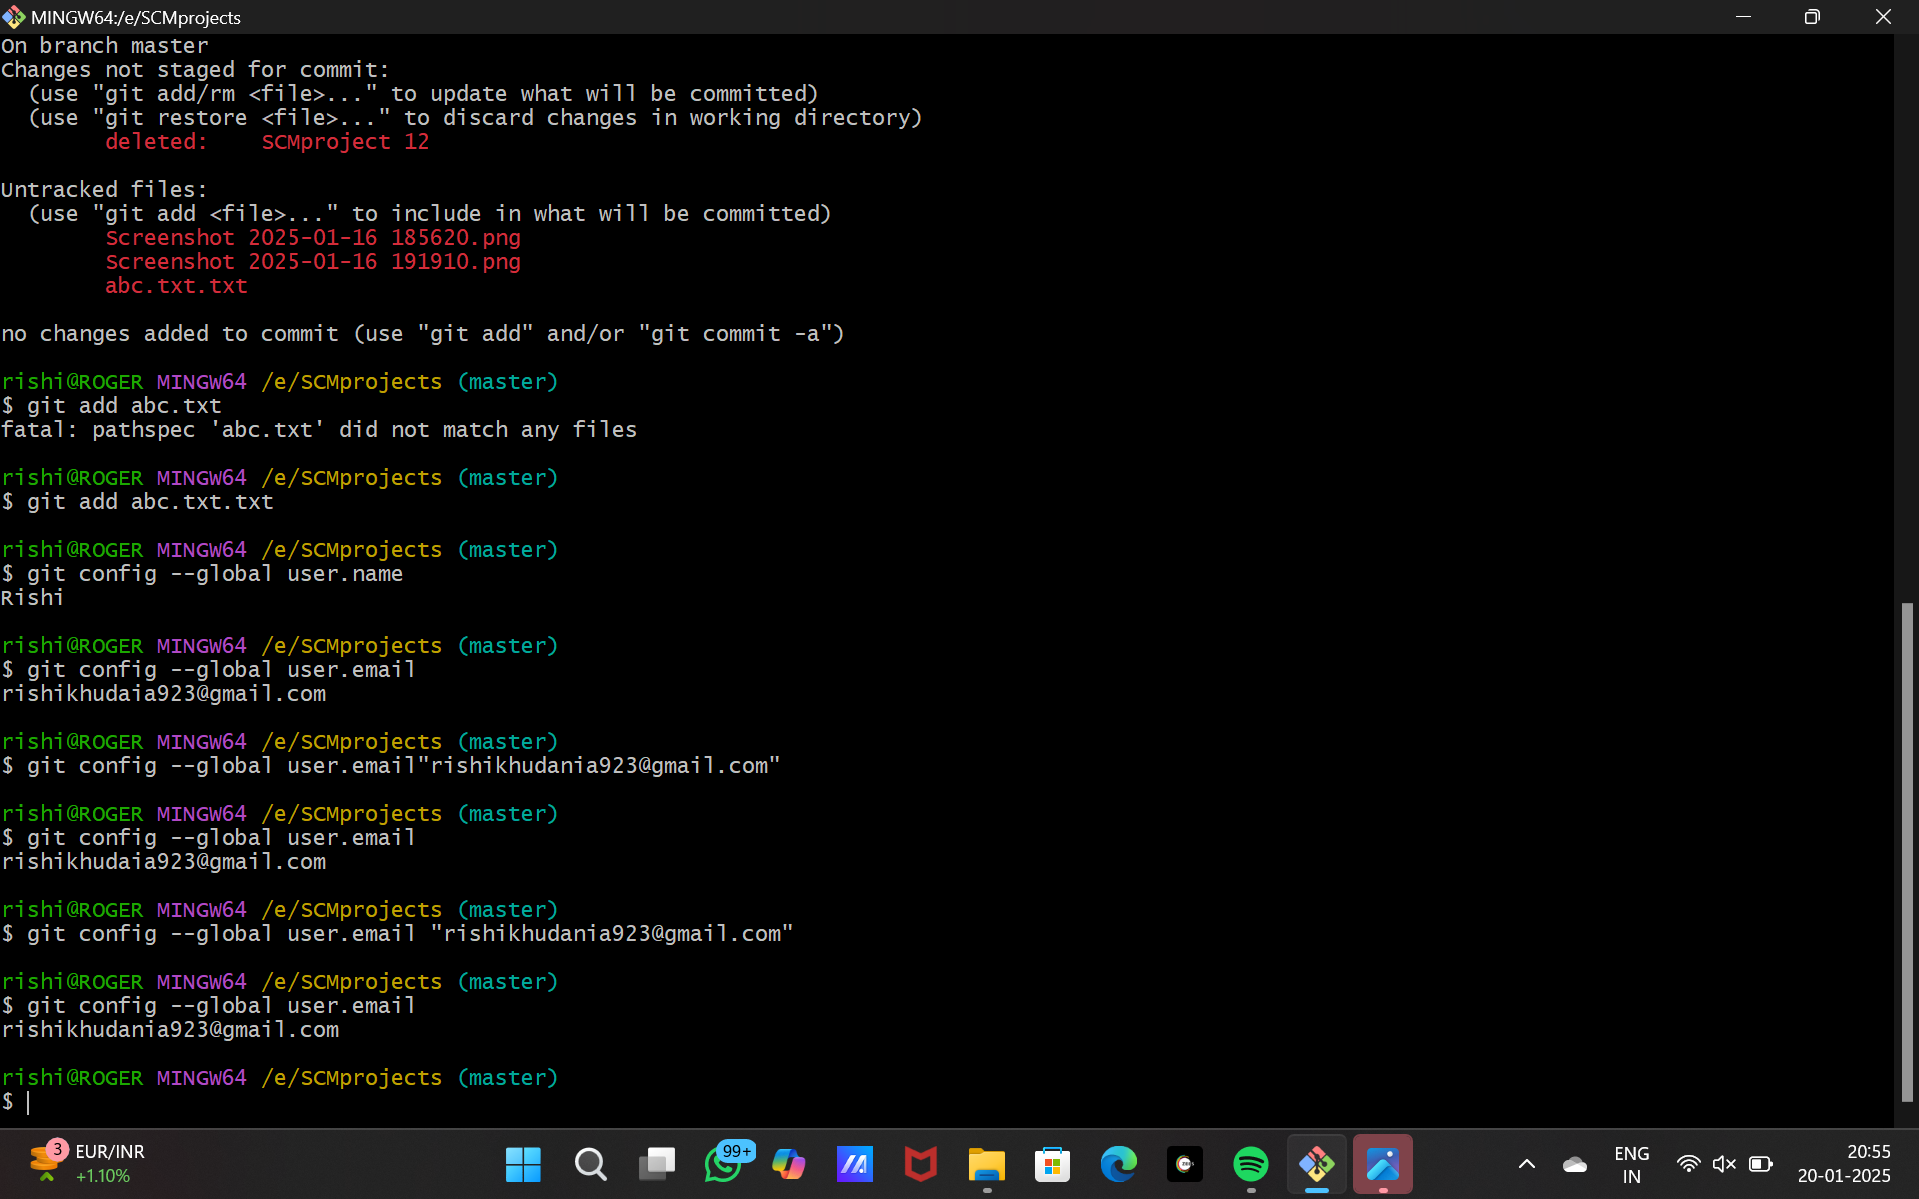 MINGW64:/e/SCMprojects
On branch master
Changes not staged for commit:
  (use "git add/rm <file>..." to update what will be committed)
  (use "git restore <file>..." to discard changes in working directory)
        deleted:    SCMproject 12

Untracked files:
  (use "git add <file>..." to include in what will be committed)
        Screenshot 2025-01-16 185620.png
        Screenshot 2025-01-16 191910.png
        abc.txt.txt

no changes added to commit (use "git add" and/or "git commit -a")

rishi@ROGER MINGW64 /e/SCMprojects (master)
$ git add abc.txt
fatal: pathspec 'abc.txt' did not match any files

rishi@ROGER MINGW64 /e/SCMprojects (master)
$ git add abc.txt.txt

rishi@ROGER MINGW64 /e/SCMprojects (master)
$ git config --global user.name
Rishi

rishi@ROGER MINGW64 /e/SCMprojects (master)
$ git config --global user.email
rishikhudaia923@gmail.com

rishi@ROGER MINGW64 /e/SCMprojects (master)
$ git config --global user.email"rishikhudania923@gmail.com"

rishi@ROGER MINGW64 /e/SCMprojects (master)
$ git config --global user.email
rishikhudaia923@gmail.com

rishi@ROGER MINGW64 /e/SCMprojects (master)
$ git config --global user.email "rishikhudania923@gmail.com"

rishi@ROGER MINGW64 /e/SCMprojects (master)
$ git config --global user.email
rishikhudania923@gmail.com

rishi@ROGER MINGW64 /e/SCMprojects (master)
$
3
EUR/INR
+1.10%
99+
ENG
IN
20:55
20-01-2025